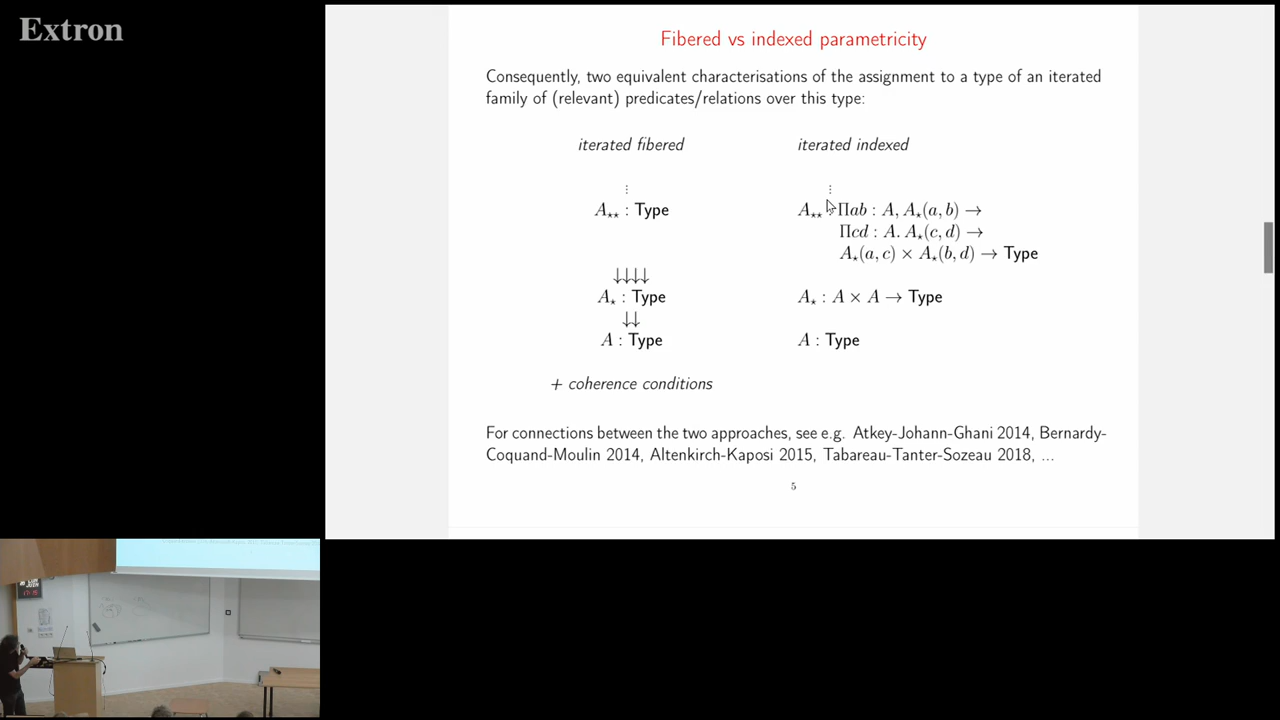 Extron
Fibered vs indexed parametricity
Consequently, two equivalent characterisations of the assignment to a type of an iterated
family of (relevant) predicates/relations over this type:
iterated fibered
iterated indexed
⋮
⋮
A⋆⋆ : Type
A⋆⋆ : Πab : A, A⋆(a, b) →
Πcd : A. A⋆(c, d) →
A⋆(a, c) × A⋆(b, d) → Type
↓↓↓↓
A⋆ : Type
A⋆ : A × A → Type
↓↓
A : Type
A : Type
+ coherence conditions
For connections between the two approaches, see e.g. Atkey-Johann-Ghani 2014, Bernardy-
Coquand-Moulin 2014, Altenkirch-Kaposi 2015, Tabareau-Tanter-Sozeau 2018, ...
5